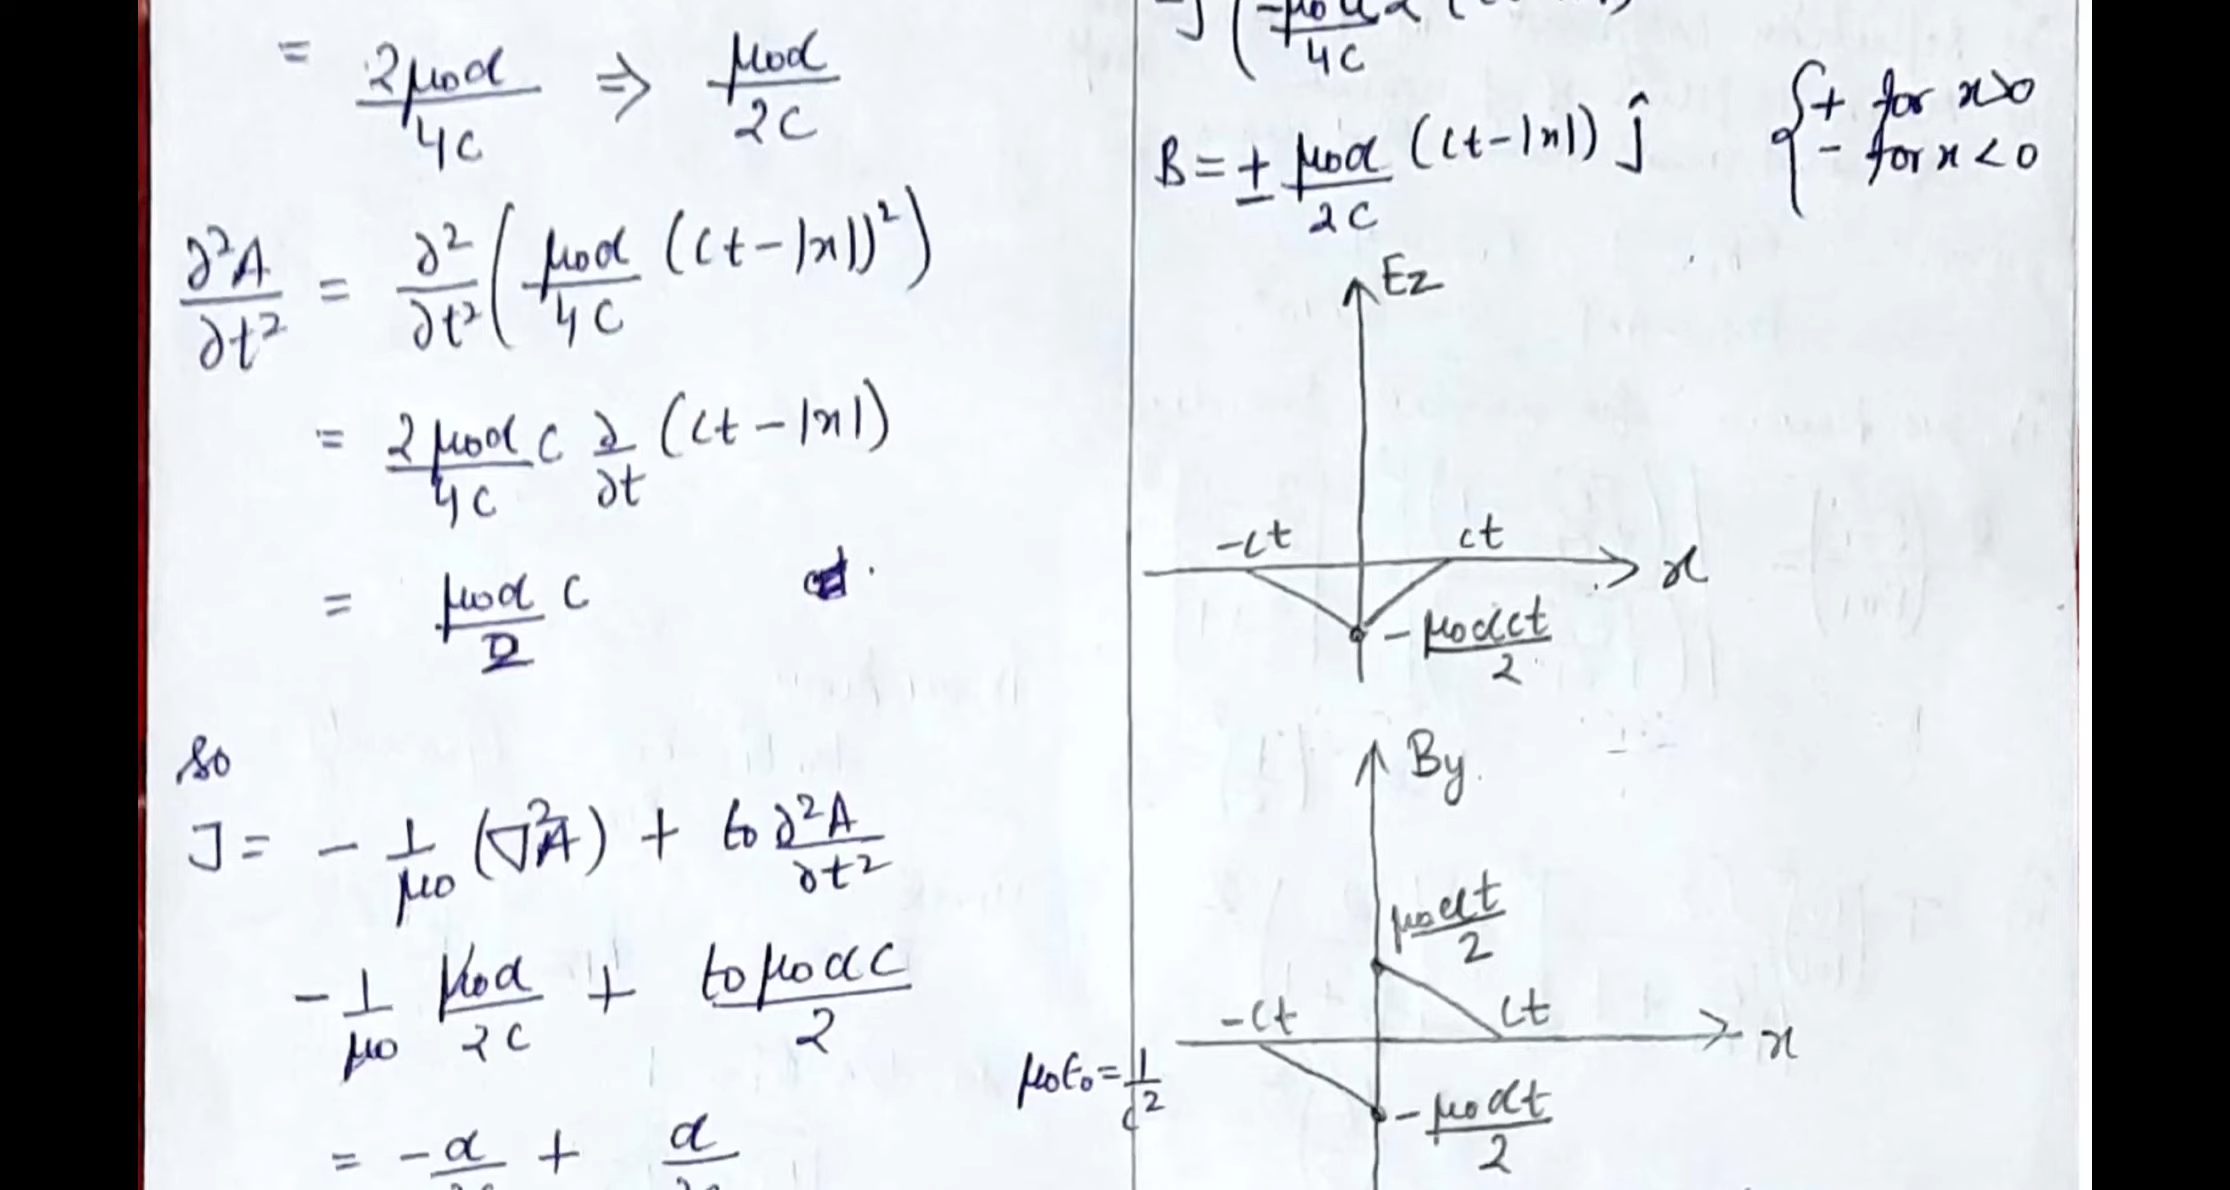 = 2μ₀α/4c ⇒ μ₀α/2c
∂²A/∂t² = ∂²/∂t² (μ₀α/4c (ct-|x|)²)
= 2μ₀α/4c c ∂/∂t (ct-|x|)
= μ₀α/2 c
so
J = -1/μ₀ (∇²A) + ϵ₀ ∂²A/∂t²
-1/μ₀ μ₀α/2c + ϵ₀μ₀αc/2
= -α/ + α/
μ₀ϵ₀ = 1/c²
4c
B = ± μ₀α/2c (ct-|x|) ĵ { + for x>0
- for x<0
Ez
-ct ct x
-μ₀αct/2
By
μ₀αt/2
-ct ct x
-μ₀αt/2